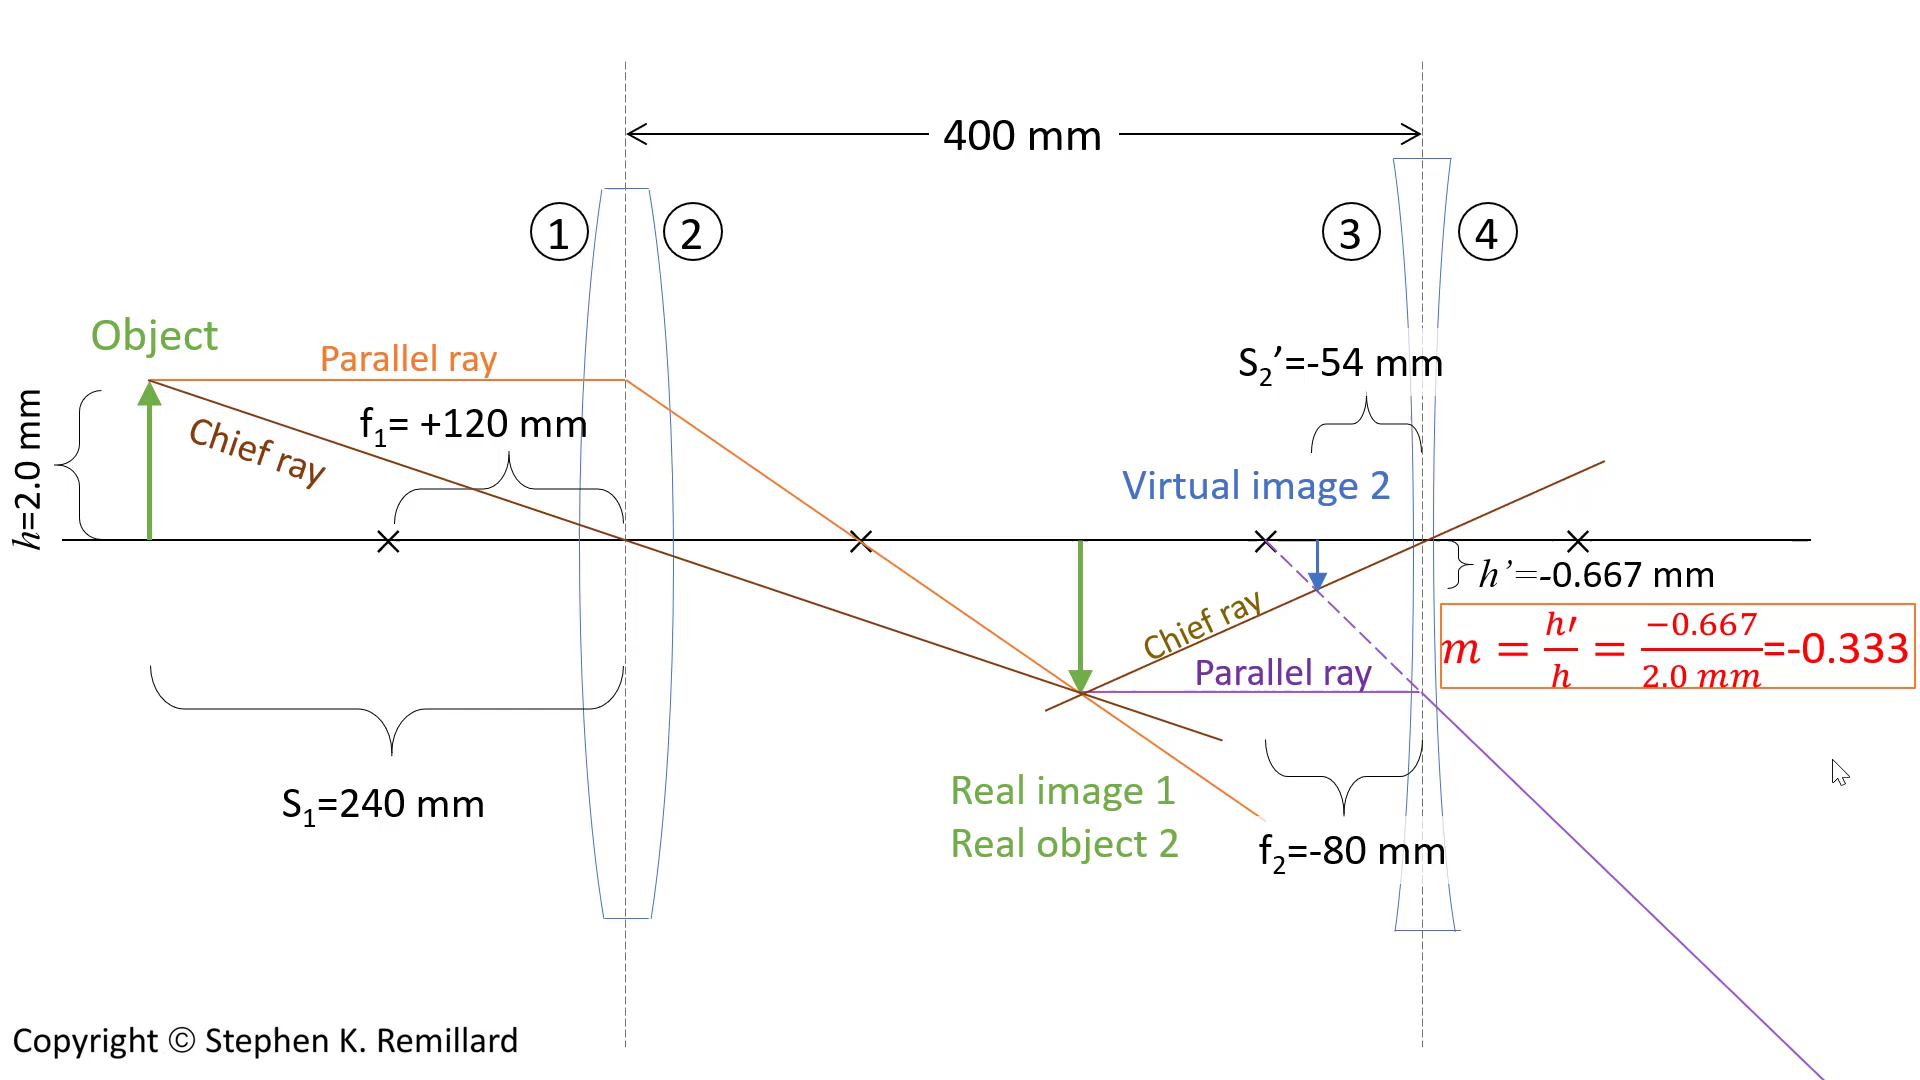 400 mm
1
2
3
4
Object
Parallel ray
S₂’=-54 mm
f₁= +120 mm
Chief ray
h=2.0 mm
Virtual image 2
h’=-0.667 mm
Chief ray
m = h′/h = −0.667/2.0 mm=-0.333
Parallel ray
S₁=240 mm
Real image 1
Real object 2
f₂=-80 mm
Copyright © Stephen K. Remillard